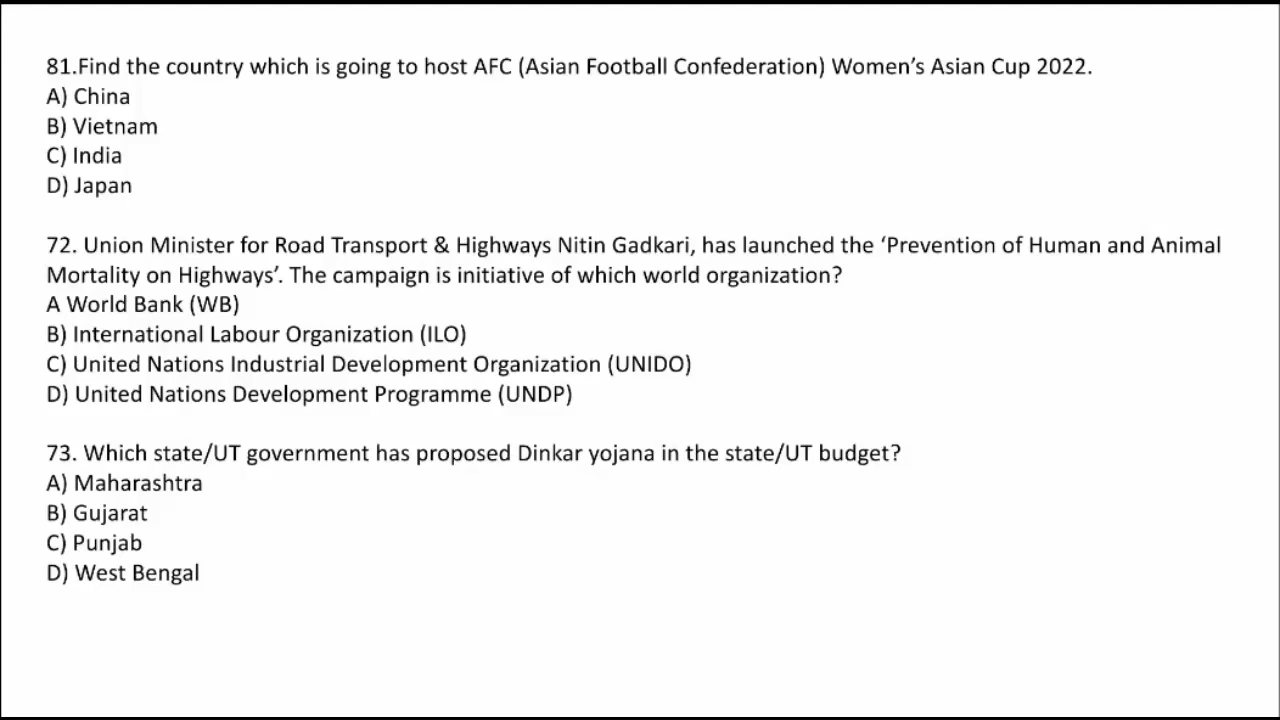 81.Find the country which is going to host AFC (Asian Football Confederation) Women’s Asian Cup 2022.
A) China
B) Vietnam
C) India
D) Japan
72. Union Minister for Road Transport & Highways Nitin Gadkari, has launched the ‘Prevention of Human and Animal
Mortality on Highways’. The campaign is initiative of which world organization?
A World Bank (WB)
B) International Labour Organization (ILO)
C) United Nations Industrial Development Organization (UNIDO)
D) United Nations Development Programme (UNDP)
73. Which state/UT government has proposed Dinkar yojana in the state/UT budget?
A) Maharashtra
B) Gujarat
C) Punjab
D) West Bengal